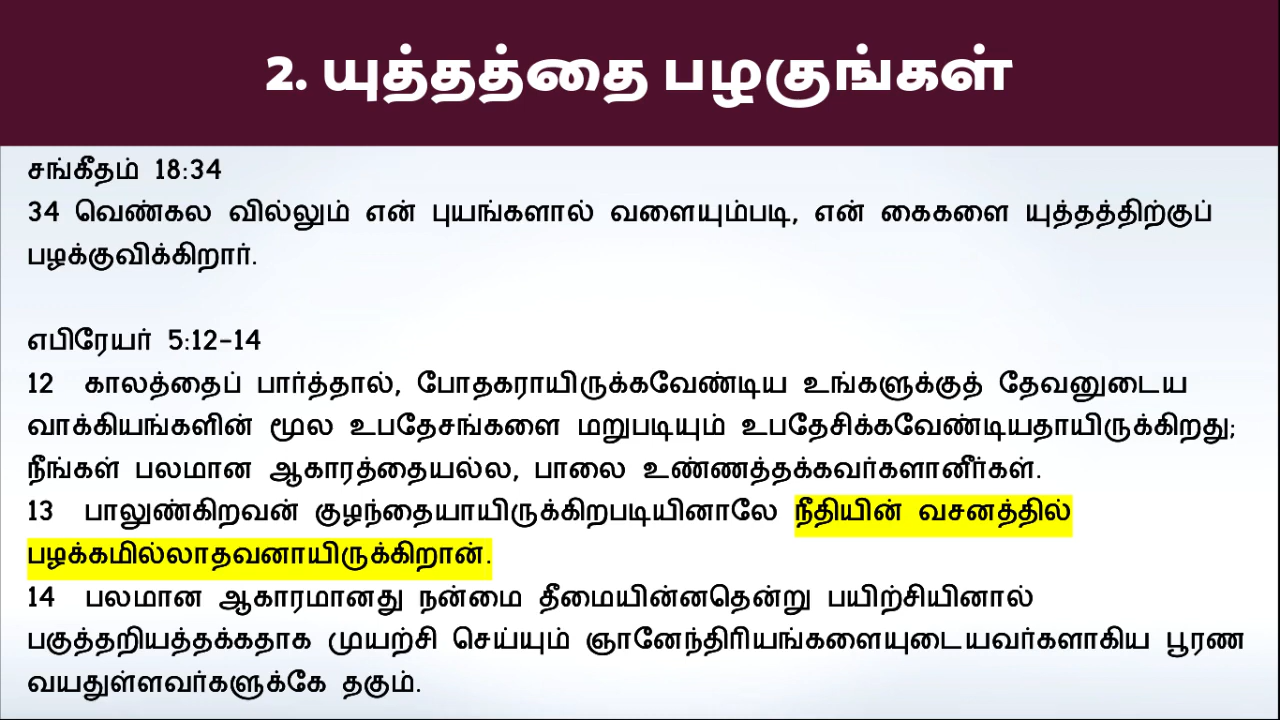 2. யுத்தத்தை பழகுங்கள்
சங்கீதம் 18:34
34 வெண்கல வில்லும் என் புயங்களால் வளையும்படி, என் கைகளை யுத்தத்திற்குப்
பழக்குவிக்கிறார்.
எபிரேயர் 5:12-14
12 காலத்தைப் பார்த்தால், போதகராயிருக்கவேண்டிய உங்களுக்குத் தேவனுடைய
வாக்கியங்களின் மூல உபதேசங்களை மறுபடியும் உபதேசிக்கவேண்டியதாயிருக்கிறது;
நீங்கள் பலமான ஆகாரத்தையல்ல, பாலை உண்ணத்தக்கவர்களானீர்கள்.
13 பாலுண்கிறவன் குழந்தையாயிருக்கிறபடியினாலே நீதியின் வசனத்தில்
பழக்கமில்லாதவனாயிருக்கிறான்.
14 பலமான ஆகாரமானது நன்மை தீமையின்னதென்று பயிற்சியினால்
பகுத்தறியத்தக்கதாக முயற்சி செய்யும் ஞானேந்திரியங்களையுடையவர்களாகிய பூரண
வயதுள்ளவர்களுக்கே தகும்.